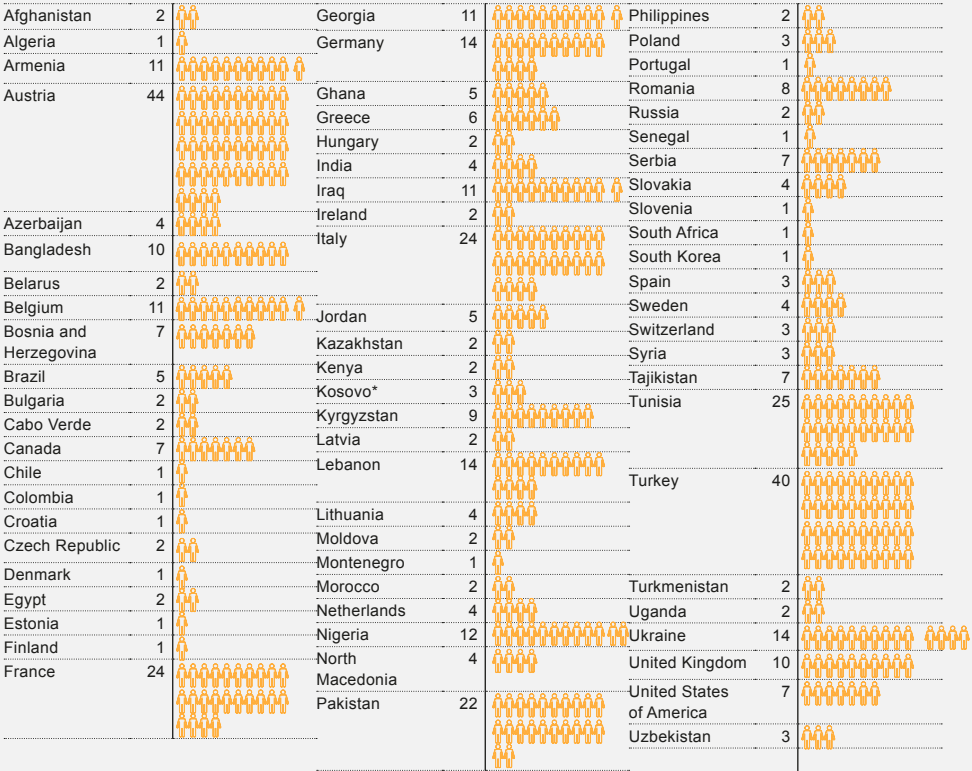 Afghanistan 2
Algeria 1
Armenia 11
Austria 44
Azerbaijan 4
Bangladesh 10
Belarus 2
Belgium 11
Bosnia and 7
Herzegovina
Brazil 5
Bulgaria 2
Cabo Verde 2
Canada 7
Chile 1
Colombia 1
Croatia 1
Czech Republic 2
Denmark 1
Egypt 2
Estonia 1
Finland 1
France 24
Georgia 11
Germany 14
Ghana 5
Greece 6
Hungary 2
India 4
Iraq 11
Ireland 2
Italy 24
Jordan 5
Kazakhstan 2
Kenya 2
Kosovo* 3
Kyrgyzstan 9
Latvia 2
Lebanon 14
Lithuania 4
Moldova 2
Montenegro 1
Morocco 2
Netherlands 4
Nigeria 12
North 4
Macedonia
Pakistan 22
Philippines 2
Poland 3
Portugal 1
Romania 8
Russia 2
Senegal 1
Serbia 7
Slovakia 4
Slovenia 1
South Africa 1
South Korea 1
Spain 3
Sweden 4
Switzerland 3
Syria 3
Tajikistan 7
Tunisia 25
Turkey 40
Turkmenistan 2
Uganda 2
Ukraine 14
United Kingdom 10
United States 7
of America
Uzbekistan 3